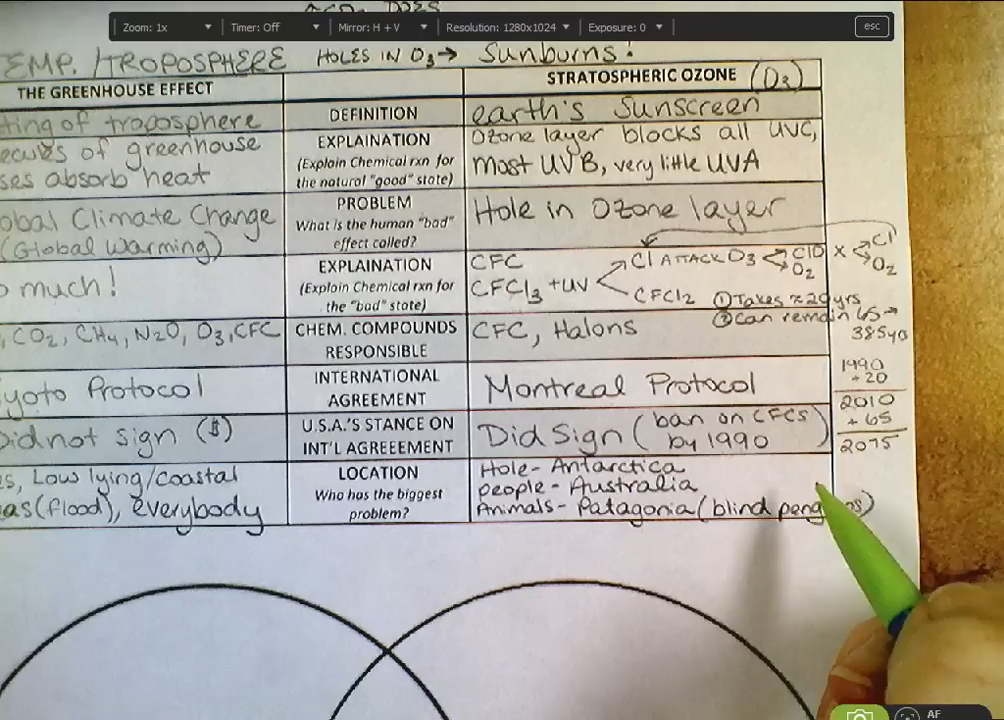 Zoom: 1x Timer: Off Mirror: H + V Resolution: 1280x1024 Exposure: 0 esc
DOES
EMP. /TROPOSPHERE HOLES IN O3 → Sunburns!
THE GREENHOUSE EFFECT STRATOSPHERIC OZONE (O3)
ting of troposphere DEFINITION earth's Sunscreen
ecules of greenhouse EXPLAINATION Ozone layer blocks all UVC,
ses absorb heat (Explain Chemical rxn for most UVB, very little UVA
the natural "good" state)
obal Climate Change PROBLEM Hole in Ozone layer
(Global Warming) What is the human "bad"
effect called?
EXPLAINATION CFC Cl ATTACK O3 ClO X Cl
o much! (Explain Chemical rxn for CFCl3 +UV O2 O2
the "bad" state) CFCl2 ① Takes ≈ 20 yrs
, CO2, CH4, N2O, O3, CFC CHEM. COMPOUNDS CFC, Halons ② can remain 65→
RESPONSIBLE 385yo
yoto Protocol INTERNATIONAL Montreal Protocol 1990
AGREEMENT + 20
Did not sign ($) U.S.A.'S STANCE ON Did Sign (ban on CFCs 2010
INT'L AGREEEMENT by 1990) + 65
2075
es, Low lying/coastal LOCATION Hole- Antarctica
eas(flood), everybody Who has the biggest people- Australia
problem? Animals- Patagonia (blind peng ns)
AF